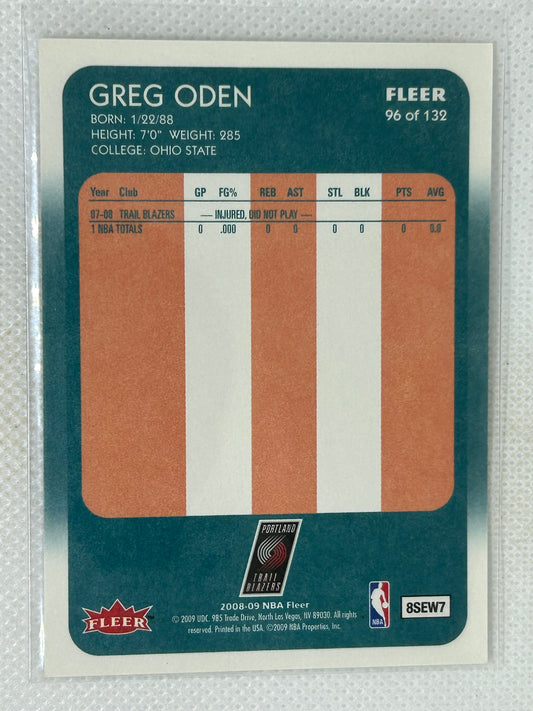 GREG ODEN
FLEER
BORN: 1/22/88
96 of 132
HEIGHT: 7'0" WEIGHT: 285
COLLEGE: OHIO STATE
Year Club GP FG% REB AST STL BLK PTS AVG
07-08 TRAIL BLAZERS — INJURED, DID NOT PLAY —
1 NBA TOTALS 0 .000 0 0 0 0 0 0.0
PORTLAND
TRAIL
BLAZERS
2008-09 NBA Fleer
© 2009 UDC. 985 Trade Drive, North Las Vegas, NV 89030. All rights
reserved. Printed in the USA. ©2009 NBA Properties, Inc.
FLEER™
NBA
8SEW7